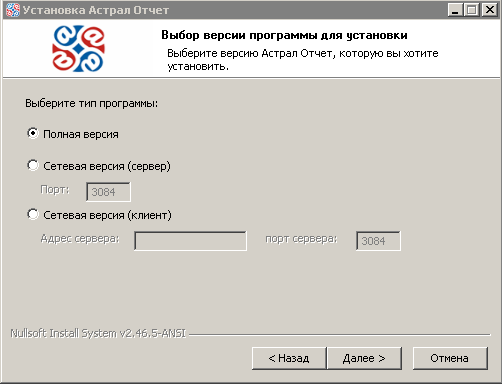 Установка Астрал Отчет
Выбор версии программы для установки
Выберите версию Астрал Отчет, которую вы хотите
установить.
Выберите тип программы:
Полная версия
Сетевая версия (сервер)
Порт: 3084
Сетевая версия (клиент)
Адрес сервера: порт сервера: 3084
Nullsoft Install System v2.46.5-ANSI
< Назад Далее > Отмена